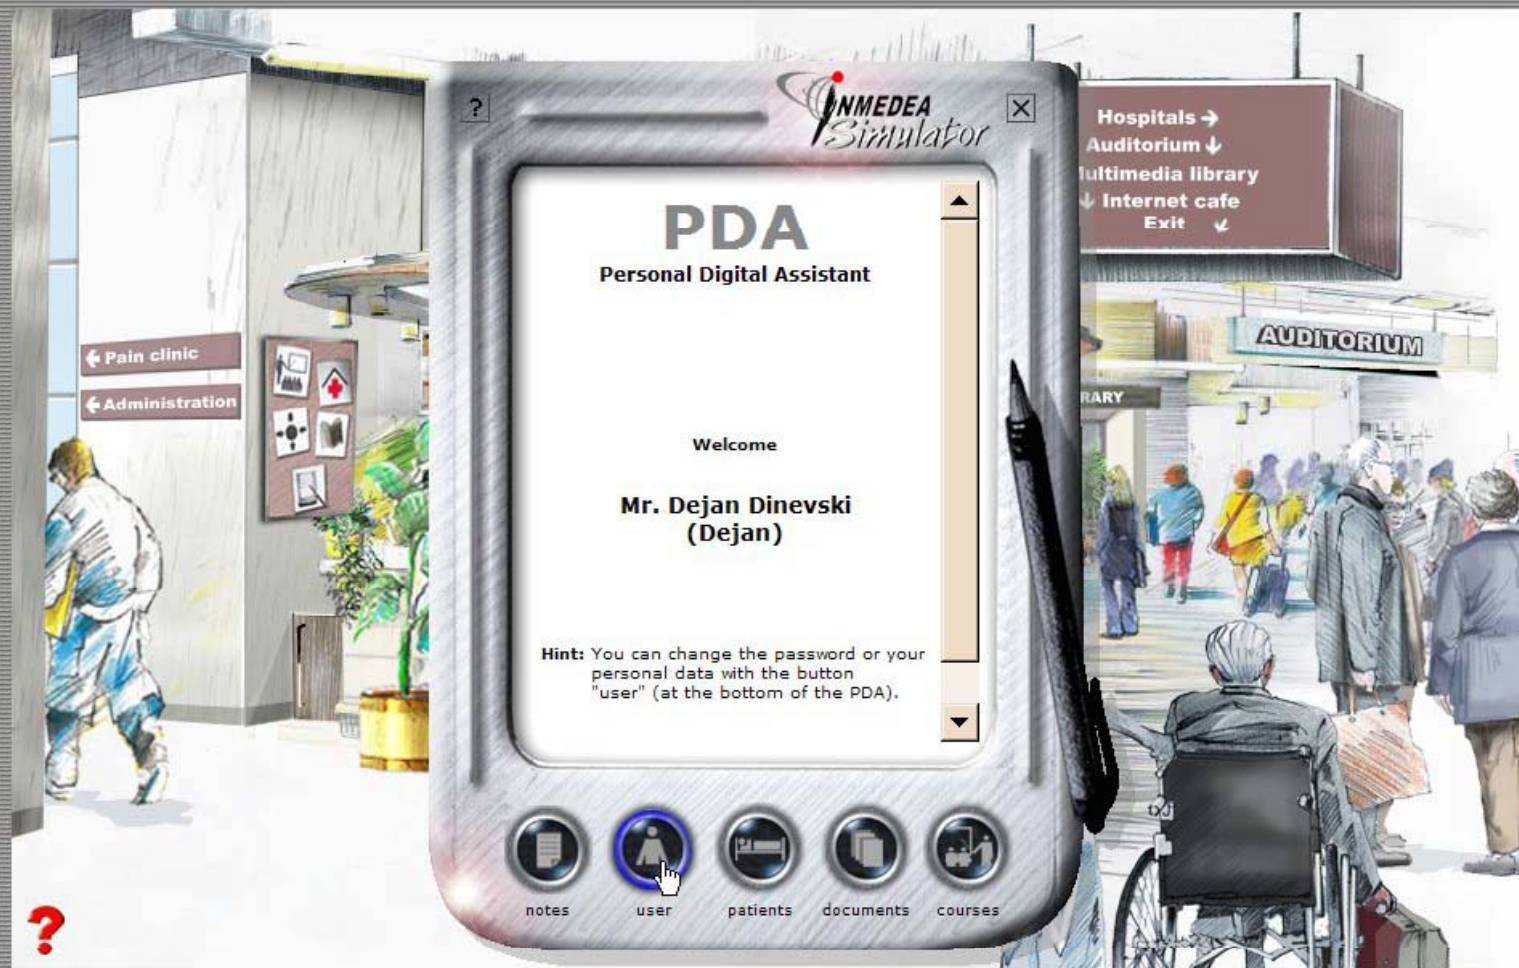 ?
INMEDEA
Simulator
PDA
Personal Digital Assistant
Welcome
Mr. Dejan Dinevski
(Dejan)
Hint: You can change the password or your
personal data with the button
"user" (at the bottom of the PDA).
notes
user
patients
documents
courses
Pain clinic
Administration
Hospitals
Auditorium
ultimedia library
Internet cafe
Exit
AUDITORIUM
RARY
?